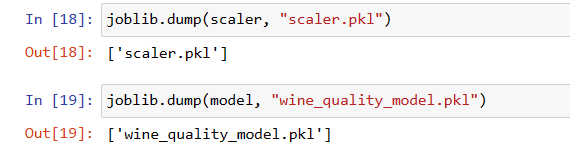 In [18]: joblib.dump(scaler, "scaler.pkl")
Out[18]: ['scaler.pkl']
In [19]: joblib.dump(model, "wine_quality_model.pkl")
Out[19]: ['wine_quality_model.pkl']